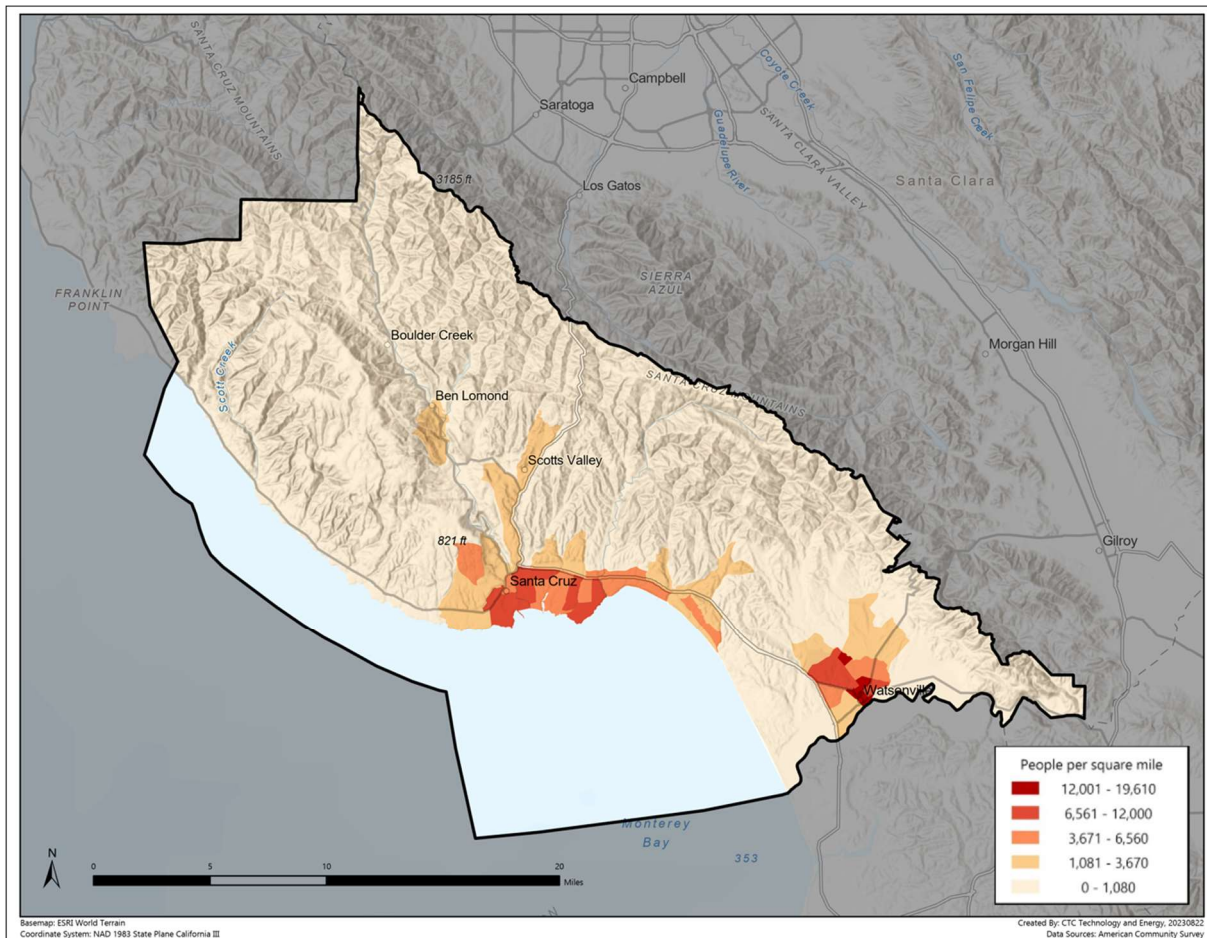 Campbell
Coyote Creek
San Felipe Creek
SANTA CRUZ MOUNTAINS
Saratoga
Guadelupe River
SANTA CLARA VALLEY
Santa Clara
3185 ft
Los Gatos
SIERRA
AZUL
FRANKLIN
POINT
Boulder Creek
Morgan Hill
Scott Creek
SANTA CRUZ MOUNTAINS
Ben Lomond
Scotts Valley
821 ft
Gilroy
Santa Cruz
Watsonville
People per square mile
12,001 - 19,610
6,561 - 12,000
3,671 - 6,560
1,081 - 3,670
0 - 1,080
Monterey
Bay
353
N
0 5 10 20
Miles
Basemap: ESRI World Terrain
Coordinate System: NAD 1983 State Plane California III
Created By: CTC Technology and Energy, 20230822
Data Sources: American Community Survey